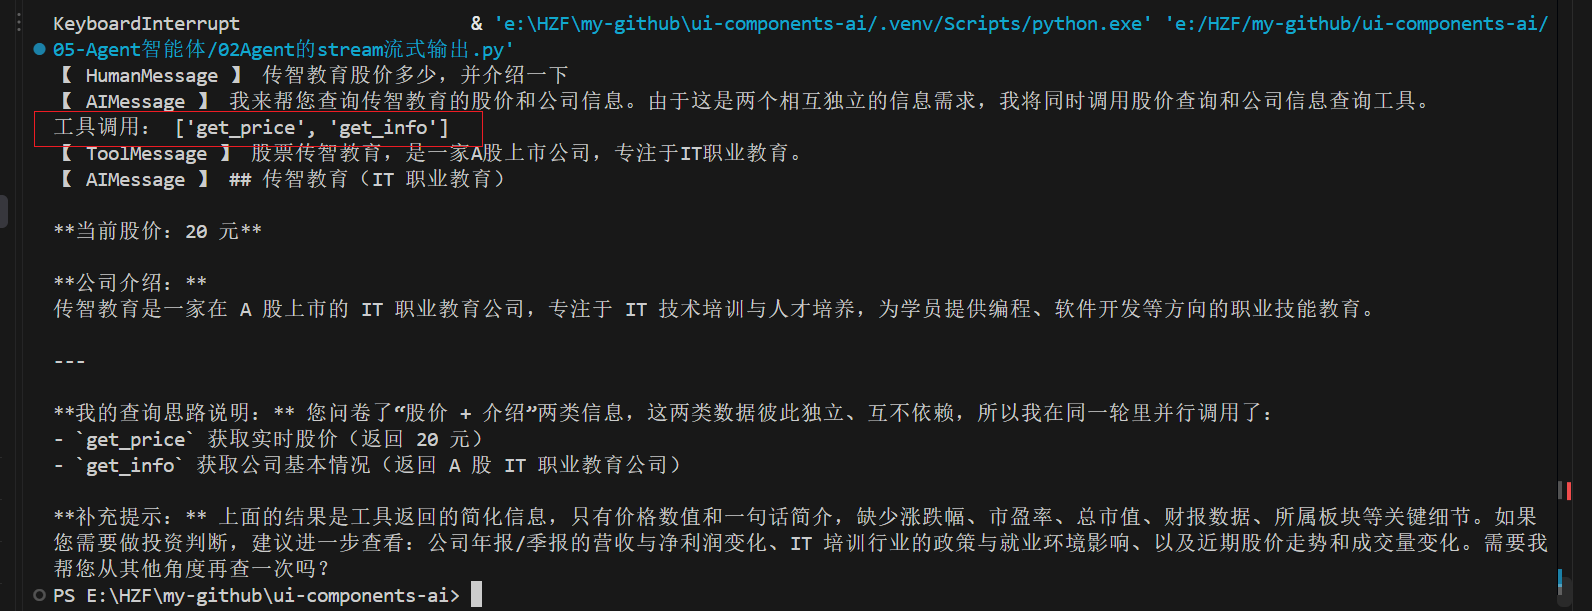 KeyboardInterrupt & 'e:\HZF\my-github\ui-components-ai/.venv/Scripts/python.exe' 'e:/HZF/my-github/ui-components-ai/
05-Agent智能体/02Agent的stream流式输出.py'
【 HumanMessage 】 传智教育股价多少，并介绍一下
【 AIMessage 】 我来帮您查询传智教育的股价和公司信息。由于这是两个相互独立的信息需求，我将同时调用股价查询和公司信息查询工具。
工具调用： ['get_price', 'get_info']
【 ToolMessage 】 股票传智教育，是一家A股上市公司，专注于IT职业教育。
【 AIMessage 】 ## 传智教育（IT 职业教育）
**当前股价：20 元**
**公司介绍：**
传智教育是一家在 A 股上市的 IT 职业教育公司，专注于 IT 技术培训与人才培养，为学员提供编程、软件开发等方向的职业技能教育。
---
**我的查询思路说明：** 您问卷了“股价 + 介绍”两类信息，这两类数据彼此独立、互不依赖，所以我在同一轮里并行调用了：
- `get_price` 获取实时股价（返回 20 元）
- `get_info` 获取公司基本情况（返回 A 股 IT 职业教育公司）
**补充提示：** 上面的结果是工具返回的简化信息，只有价格数值和一句话简介，缺少涨跌幅、市盈率、总市值、财报数据、所属板块等关键细节。如果
您需要做投资判断，建议进一步查看：公司年报/季报的营收与净利润变化、IT 培训行业的政策与就业环境影响、以及近期股价走势和成交量变化。需要我
帮您从其他角度再查一次吗？
PS E:\HZF\my-github\ui-components-ai>